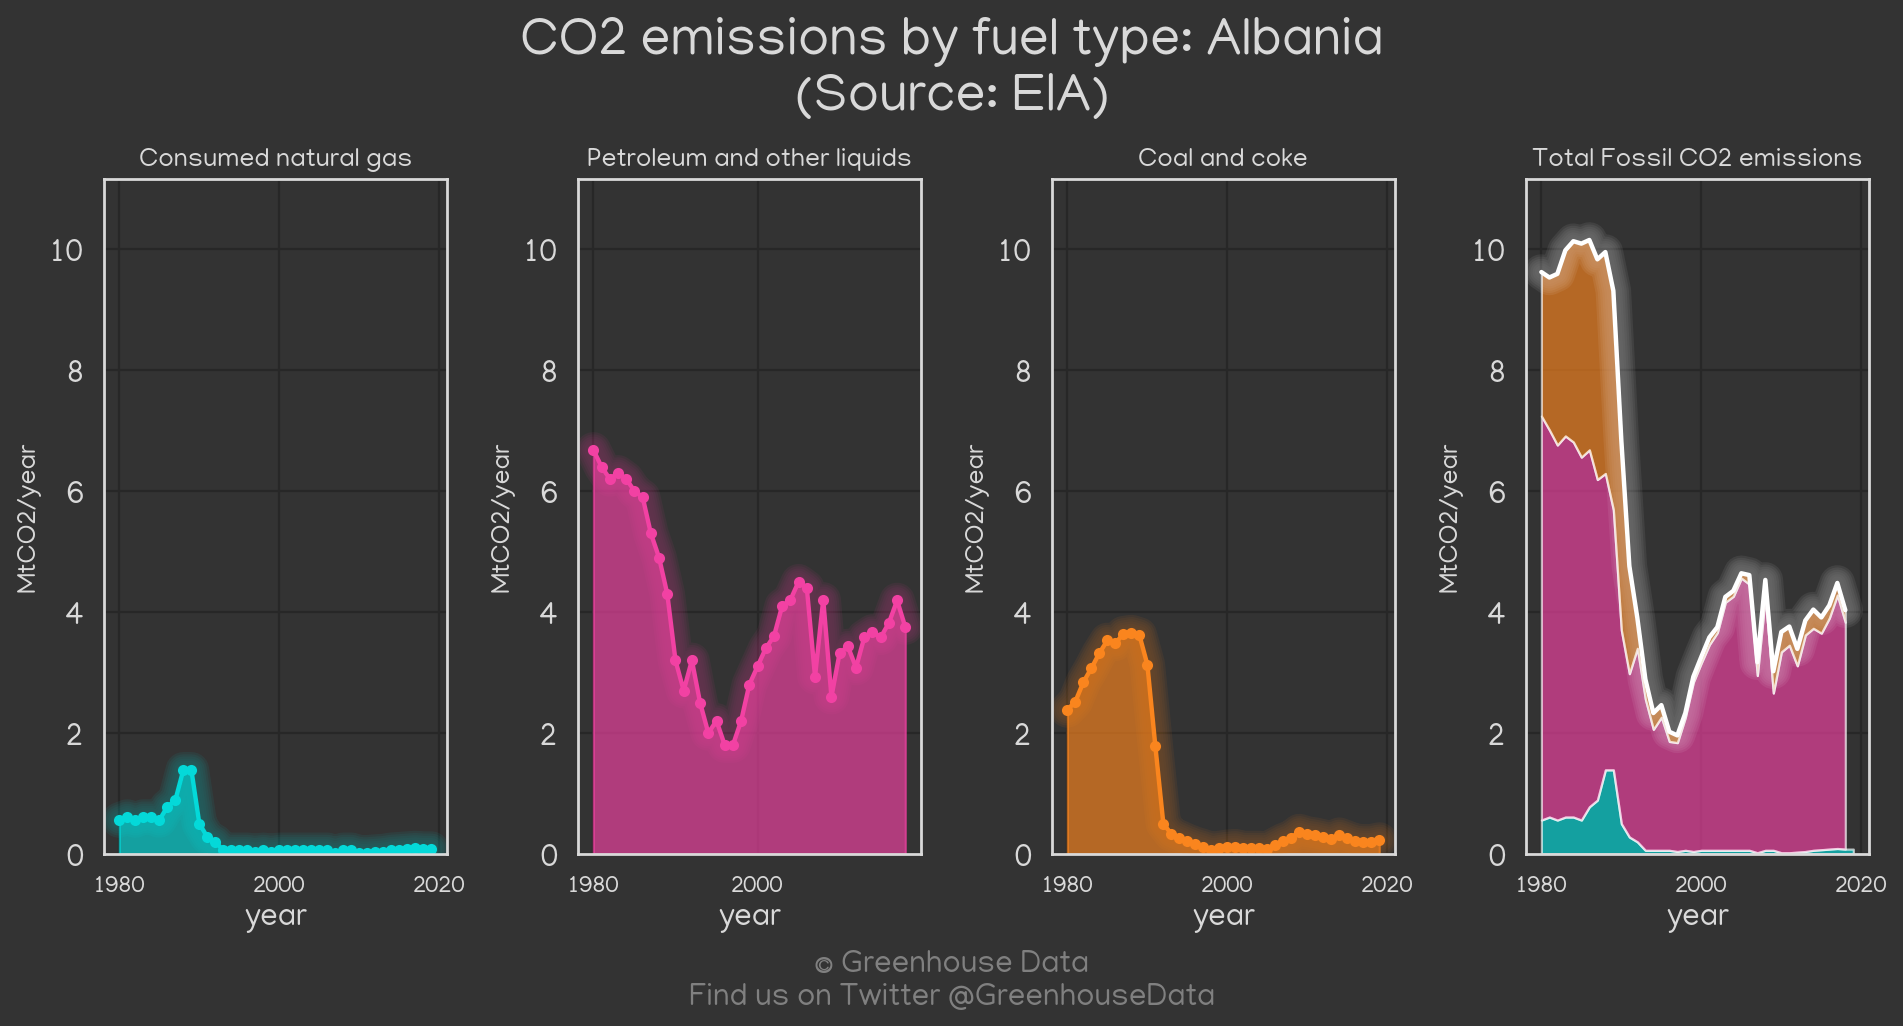 CO2 emissions by fuel type: Albania
(Source: EIA)
Consumed natural gas
Petroleum and other liquids
Coal and coke
Total Fossil CO2 emissions
MtCO2/year
10
8
6
4
2
0
1980
2000
2020
year
MtCO2/year
10
8
6
4
2
0
1980
2000
year
MtCO2/year
10
8
6
4
2
0
1980
2000
2020
year
MtCO2/year
10
8
6
4
2
0
1980
2000
2020
year
© Greenhouse Data
Find us on Twitter @GreenhouseData